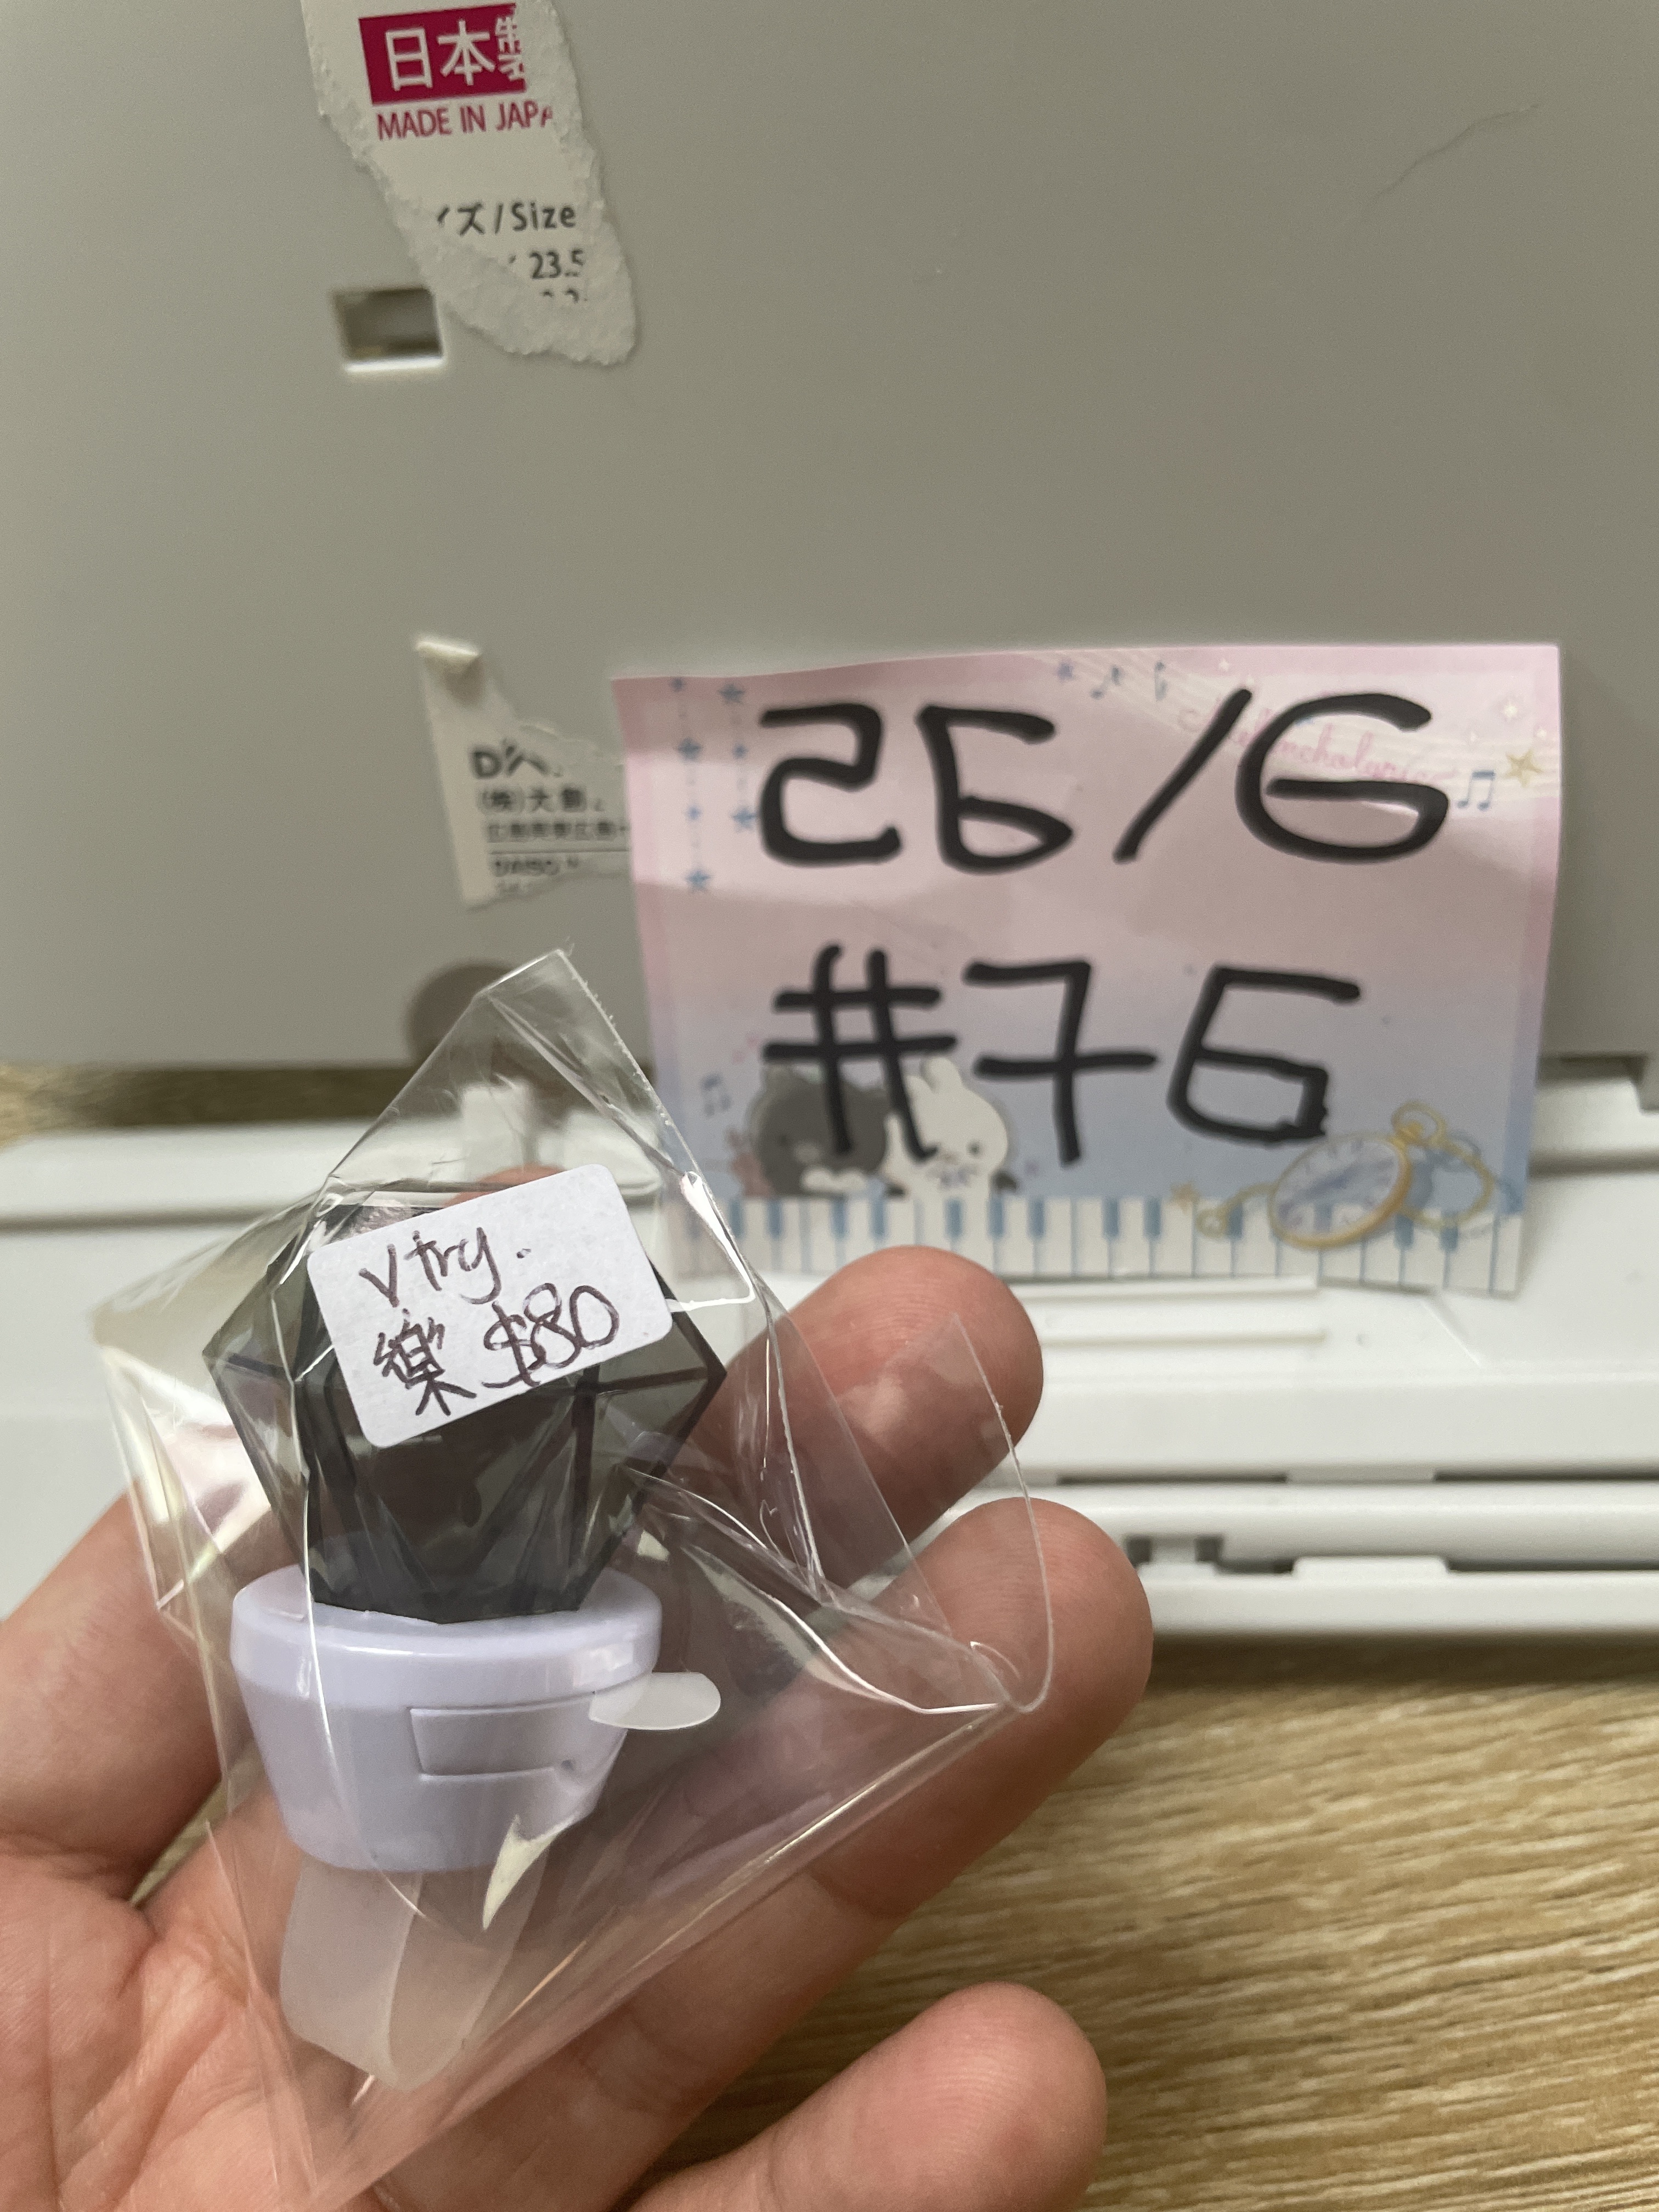 日本製
MADE IN JAPA
イズ/Size
23.5
D
(株)大創
DAISO
26/6
#76
V try.
樂 $80